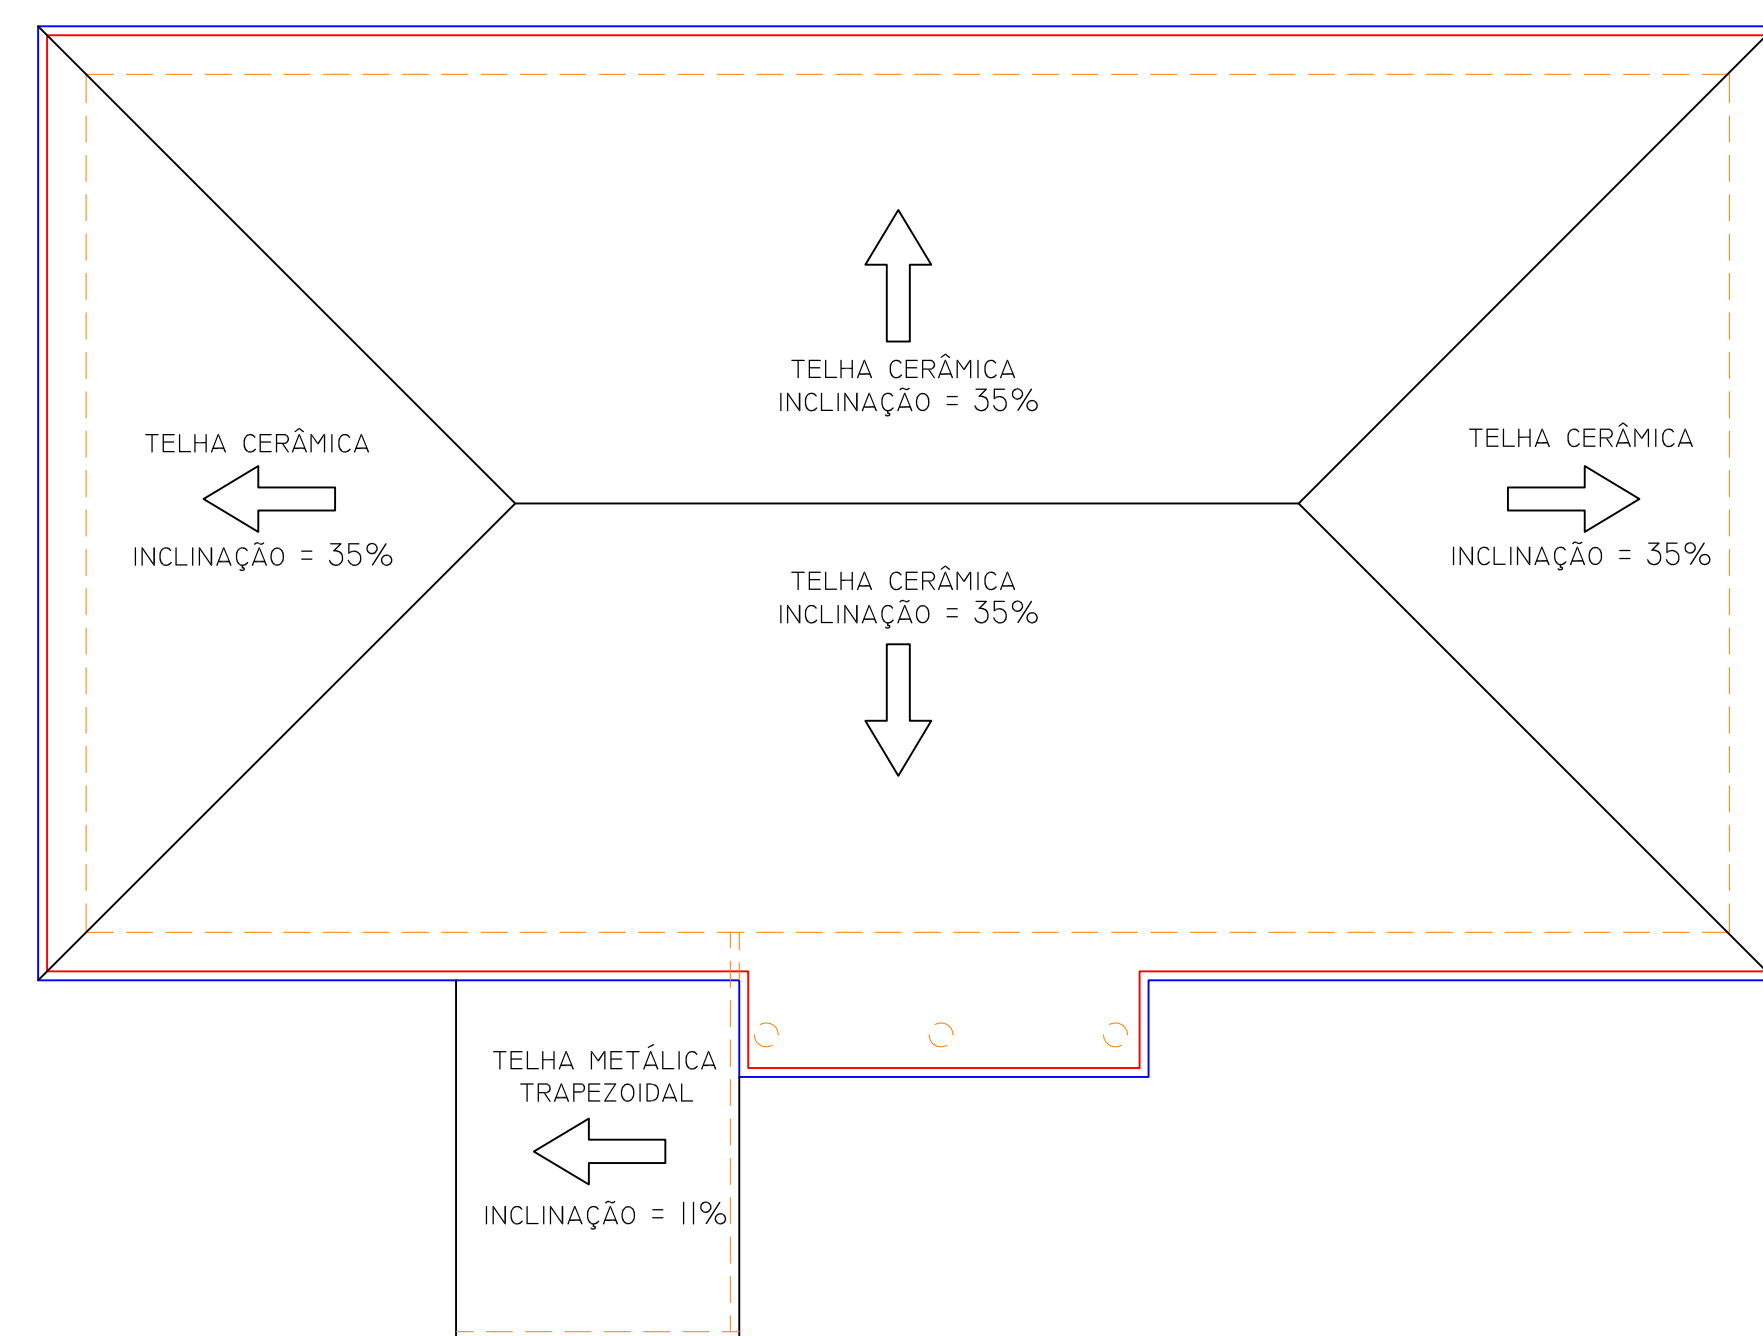 TELHA CERÂMICA
INCLINAÇÃO = 35%
TELHA CERÂMICA
INCLINAÇÃO = 35%
TELHA CERÂMICA
INCLINAÇÃO = 35%
TELHA CERÂMICA
INCLINAÇÃO = 35%
TELHA METÁLICA
TRAPEZOIDAL
INCLINAÇÃO = 11%